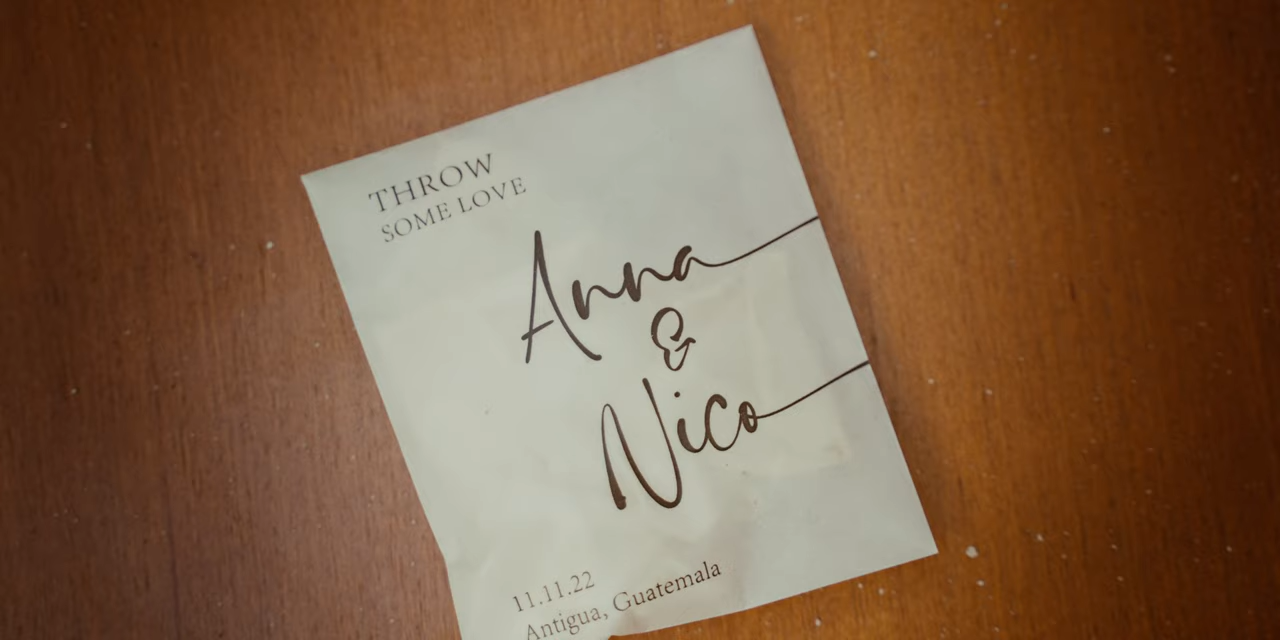 THROW
SOME LOVE
Anna
&
Nico
11.11.22
Antigua, Guatemala